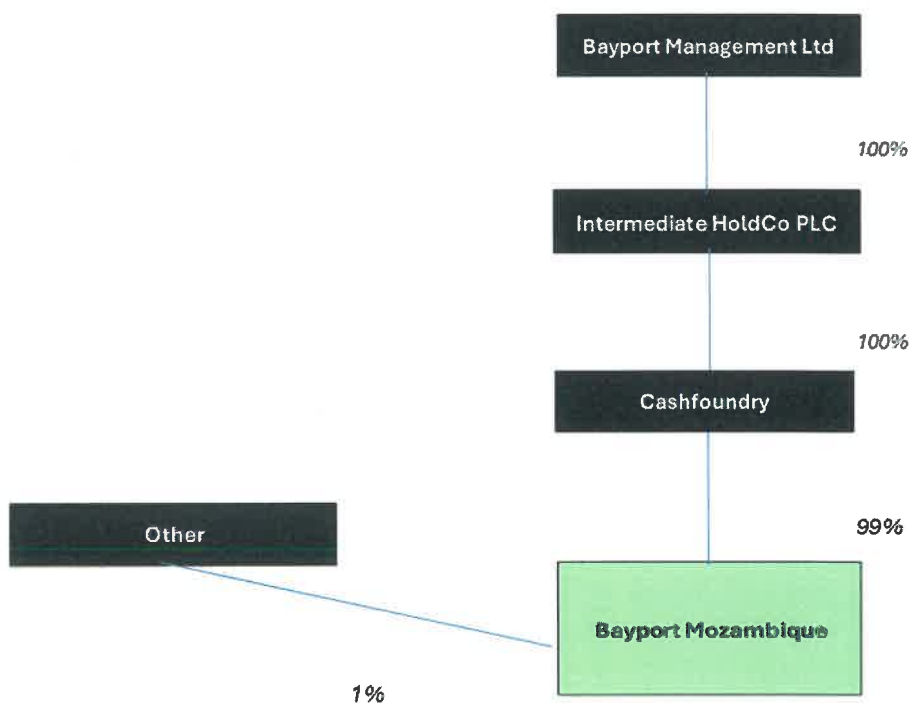 Bayport Management Ltd
100%
Intermediate HoldCo PLC
100%
Cashfoundry
99%
Other
Bayport Mozambique
1%